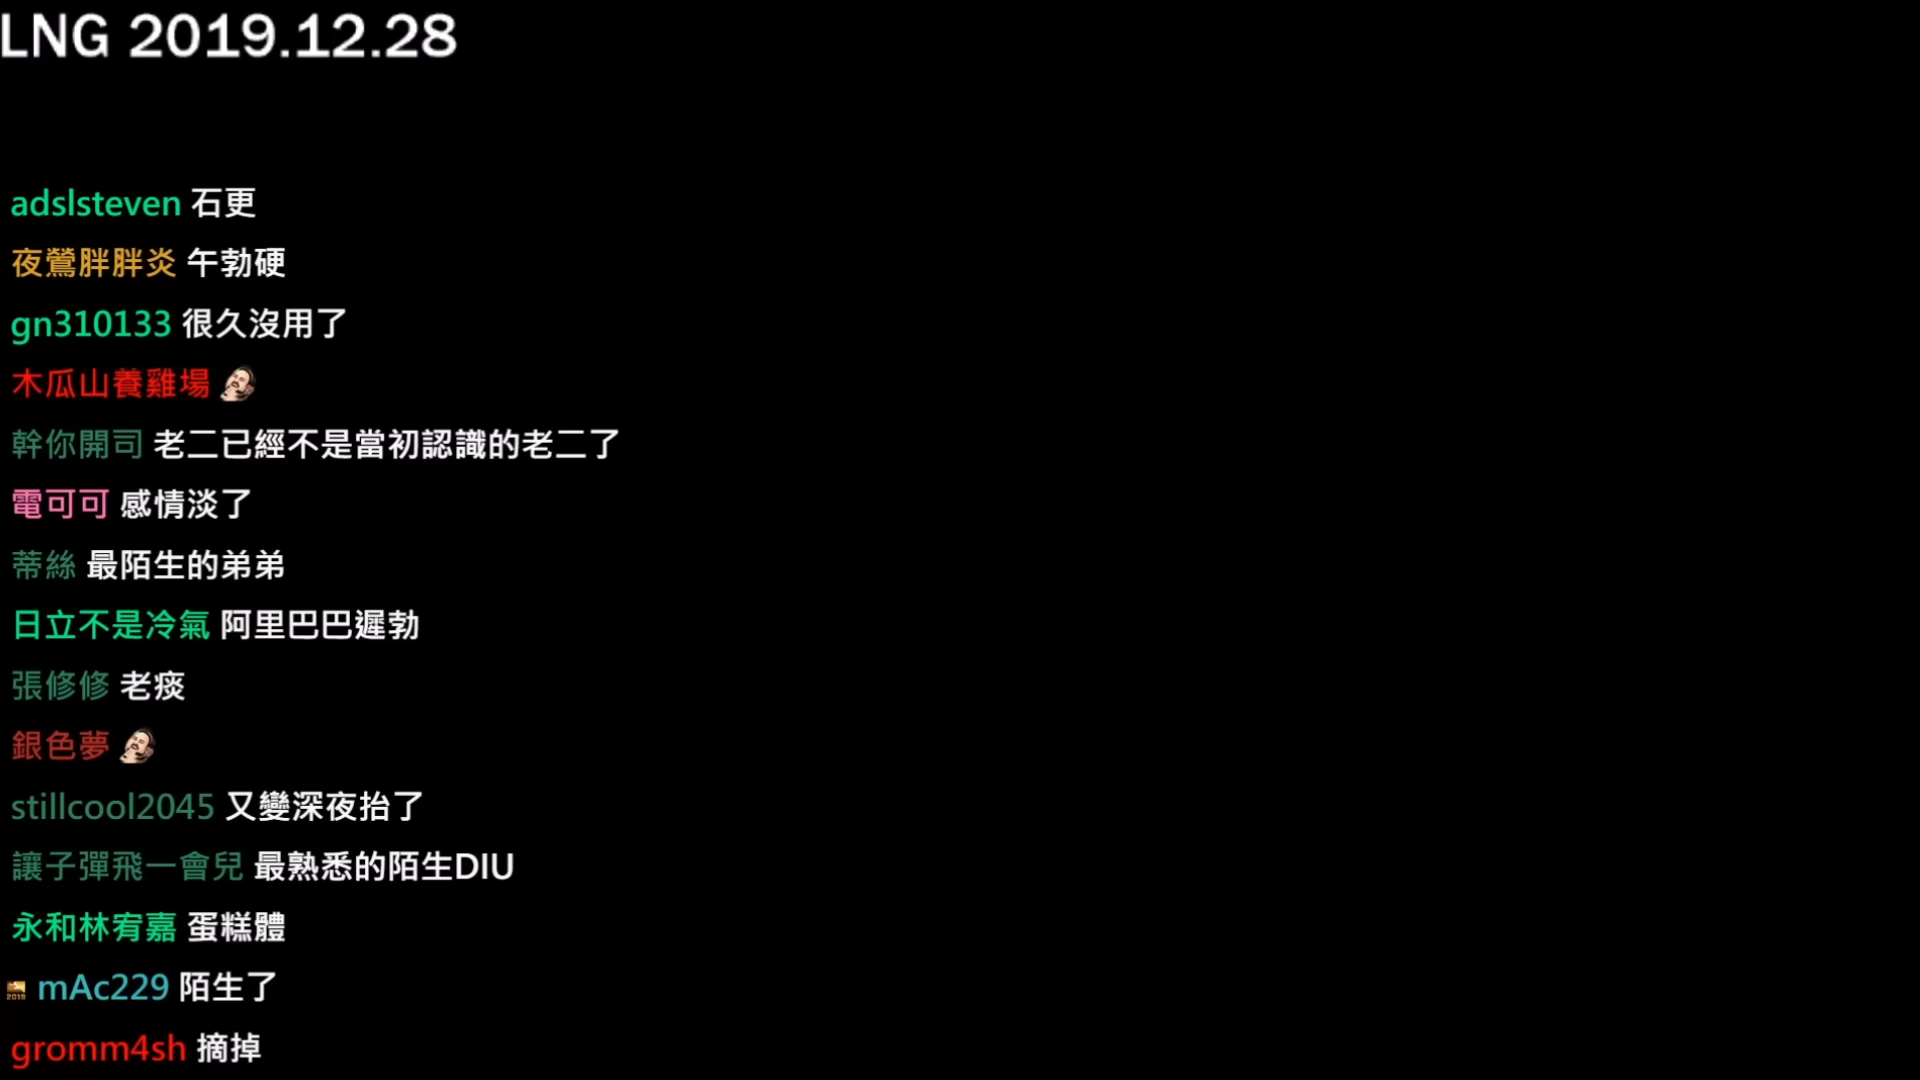 LNG 2019.12.28
adslsteven 石更
夜鶯胖胖炎 午勃硬
gn310133 很久沒用了
木瓜山養雞場
幹你開司 老二已經不是當初認識的老二了
電可可 感情淡了
蒂絲 最陌生的弟弟
日立不是冷氣 阿里巴巴遲勃
張修修 老痰
銀色夢
stillcool2045 又變深夜抬了
讓子彈飛一會兒 最熟悉的陌生DIU
永和林宥嘉 蛋糕體
2019 mAc229 陌生了
gromm4sh 摘掉